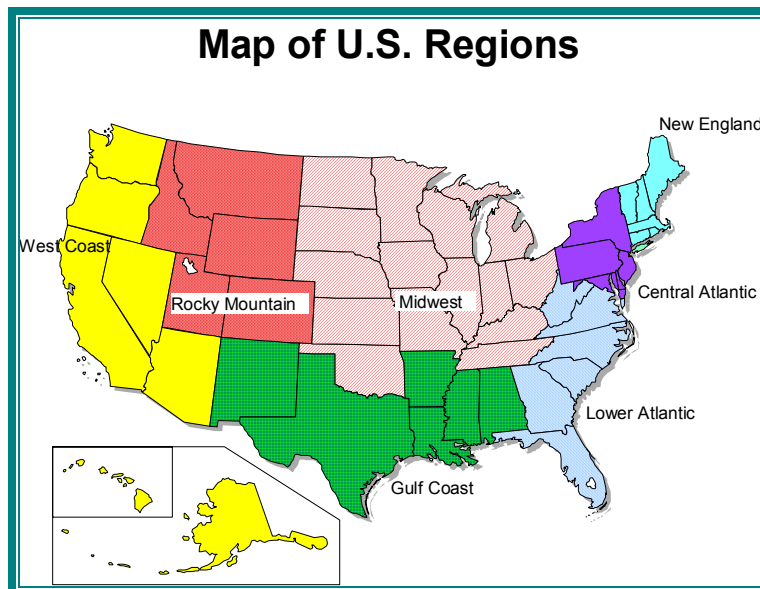 Map of U.S. Regions
New England
West Coast
Rocky Mountain
Midwest
Central Atlantic
Lower Atlantic
Gulf Coast